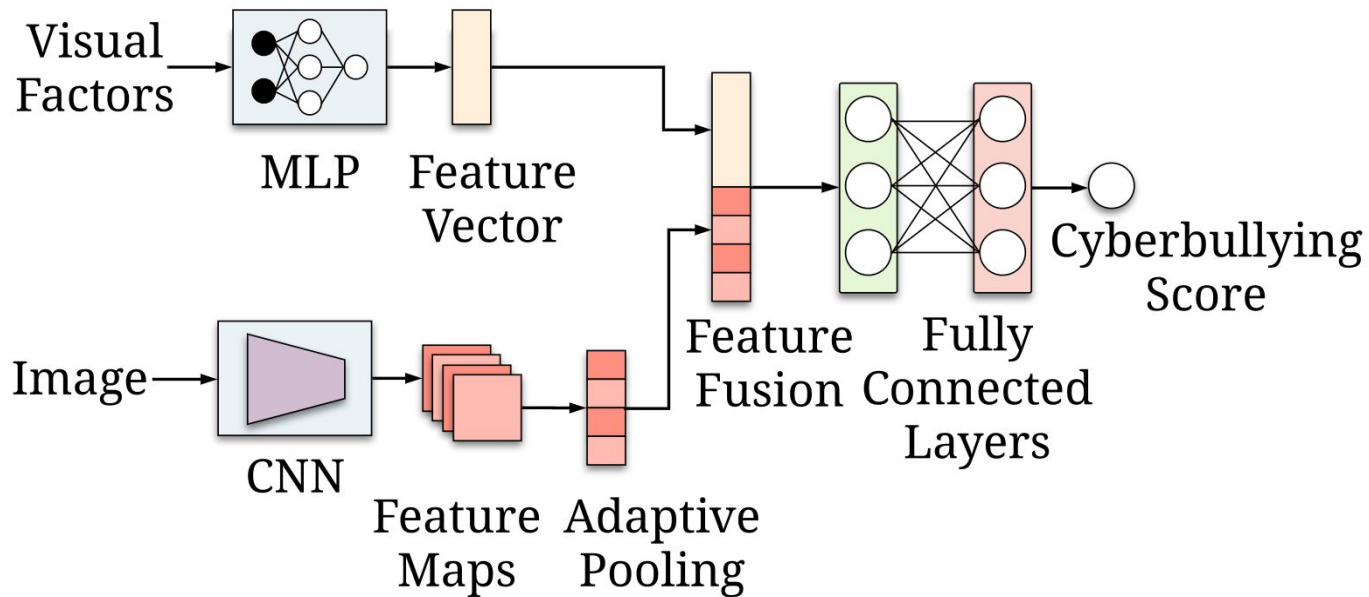 Visual
Factors
MLP
Feature
Vector
Image
CNN
Feature
Maps
Adaptive
Pooling
Feature
Fusion
Fully
Connected
Layers
Cyberbullying
Score